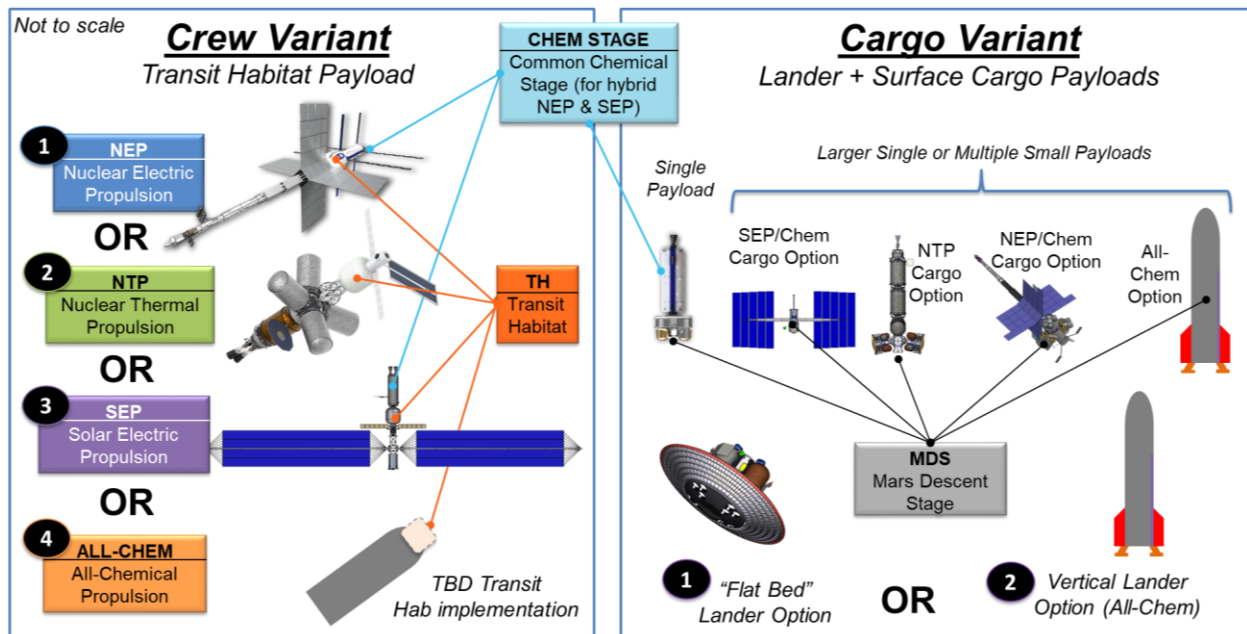 Not to scale
Crew Variant
Transit Habitat Payload
1
NEP
Nuclear Electric
Propulsion
OR
2
NTP
Nuclear Thermal
Propulsion
OR
3
SEP
Solar Electric
Propulsion
OR
4
ALL-CHEM
All-Chemical
Propulsion
TBD Transit
Hab implementation
TH
Transit
Habitat
CHEM STAGE
Common Chemical
Stage (for hybrid
NEP & SEP)
Cargo Variant
Lander + Surface Cargo Payloads
Single
Payload
Larger Single or Multiple Small Payloads
SEP/Chem
Cargo Option
NTP
Cargo
Option
NEP/Chem
Cargo Option
All-
Chem
Option
MDS
Mars Descent
Stage
1
“Flat Bed”
Lander Option
OR
2
Vertical Lander
Option (All-Chem)